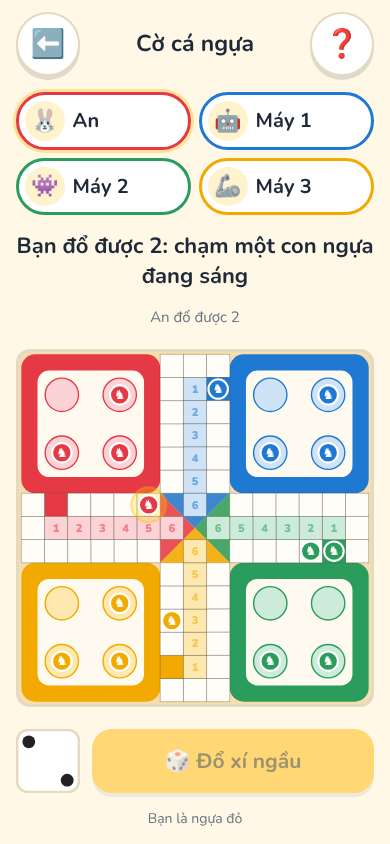 Cờ cá ngựa
An
Máy 1
Máy 2
Máy 3
Bạn đổ được 2: chạm một con ngựa
đang sáng
An đổ được 2
1
2
3
4
5
6
1 2 3 4 5 6 6 5 4 3 2 1
6
5
4
3
2
1
Đổ xí ngầu
Bạn là ngựa đỏ